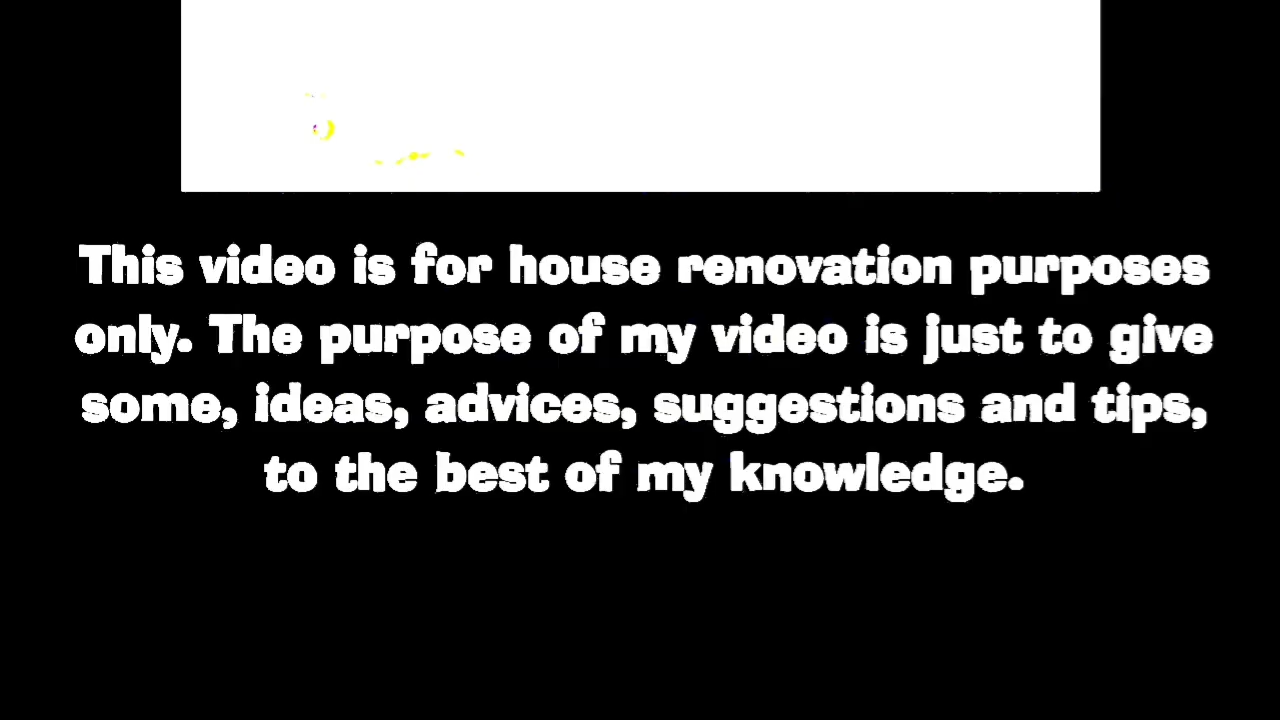 This video is for house renovation purposes
only. The purpose of my video is just to give
some, ideas, advices, suggestions and tips,
to the best of my knowledge.